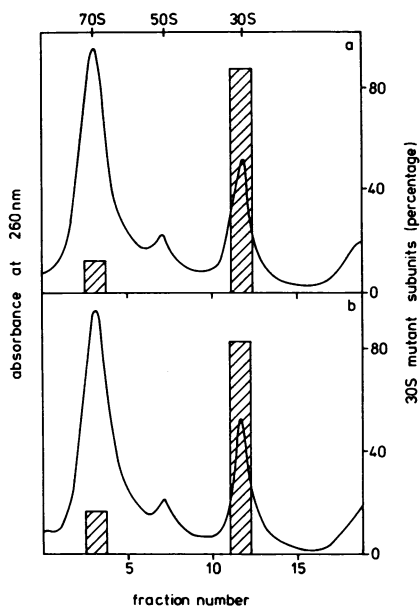 70S 50S 30S
a
80
40
0
b
80
40
0
5 10 15
fraction number
absorbance at 260 nm
30S mutant subunits (percentage)